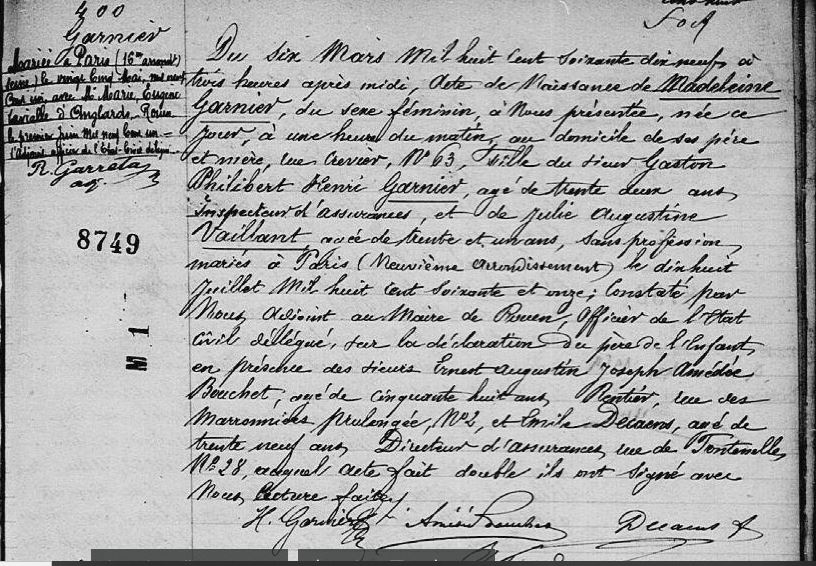 400
Garnier
Mariée à Paris (16me arrondt
Seine) le vingt cinq Mai, mil neuf
Cent un avec Mr Marie, Eugène
d'Anglards. Rouen
le premier juin Mil neuf Cent un
l'adjoint officier de l'Etat-Civil délégué
R. Garreta
adj.
8749
M 1
Du six Mars Mil huit Cent soixante dix neuf, à
trois heures après midi, Acte de Naissance de Madeleine
Garnier, du sexe féminin, à Nous présentée, née ce
jour, à une heure du matin, au domicile de ses père
et mère, rue Crevier, No 63, fille du sieur Gaston
Philibert Henri Garnier, agé de trente deux ans,
Inspecteur d'assurances, et de Julie Augustine
Vaillant, agée de trente et un ans, sans profession,
mariés à Paris (Neuvième arrondissement) le dix huit
Juillet Mil huit Cent soixante et onze; Constaté par
Nous Adjoint au Maire de Rouen, Officier de l'Etat
Civil délégué, sur la déclaration du père de l'Enfant,
en présence des sieurs Ernest Augustin Joseph Amédée
Bouchet, agé de cinquante huit ans, Rentier, rue des
Marronniers prolongée, No 2, et Emile Decaens, agé de
trente neuf ans, Directeur d'assurances, rue de Fontenelle,
No 28, auquel acte fait double ils ont signé avec
Nous, lecture faite,
H. Garnier Decaens